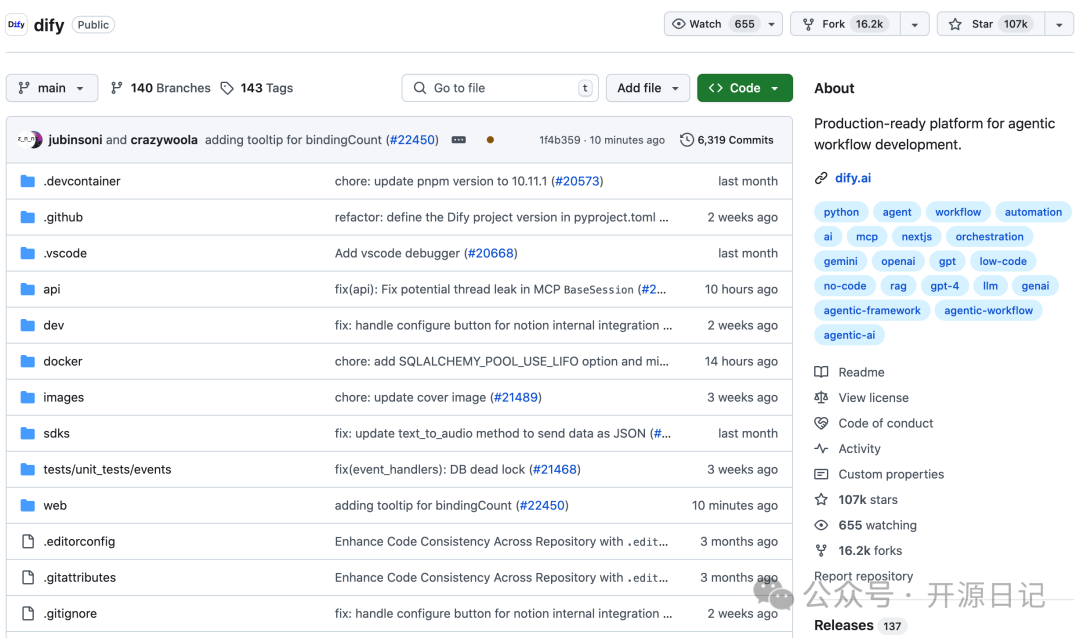 Dify dify Public Watch 655 Fork 16.2k Star 107k
main 140 Branches 143 Tags Go to file t Add file Code
jubinsoni and crazywoola adding tooltip for bindingCount (#22450) 1f4b359 · 10 minutes ago 6,319 Commits
.devcontainer chore: update pnpm version to 10.11.1 (#20573) last month
.github refactor: define the Dify project version in pyproject.toml ... 2 weeks ago
.vscode Add vscode debugger (#20668) last month
api fix(api): Fix potential thread leak in MCP BaseSession (#2... 10 hours ago
dev fix: handle configure button for notion internal integration ... 2 weeks ago
docker chore: add SQLALCHEMY_POOL_USE_LIFO option and mi... 14 hours ago
images chore: update cover image (#21489) 3 weeks ago
sdks fix: update text_to_audio method to send data as JSON (#... last month
tests/unit_tests/events fix(event_handlers): DB dead lock (#21468) 3 weeks ago
web adding tooltip for bindingCount (#22450) 10 minutes ago
.editorconfig Enhance Code Consistency Across Repository with .edit... 3 months ago
.gitattributes Enhance Code Consistency Across Repository with .edit... 3 months ago
.gitignore fix: handle configure button for notion internal integration ... 2 weeks ago
About
Production-ready platform for agentic
workflow development.
dify.ai
python agent workflow automation
ai mcp nextjs orchestration
gemini openai gpt low-code
no-code rag gpt-4 llm genai
agentic-framework agentic-workflow
agentic-ai
Readme
View license
Code of conduct
Activity
Custom properties
107k stars
655 watching
16.2k forks
Report repository
公众号 · 开源日记
Releases 137